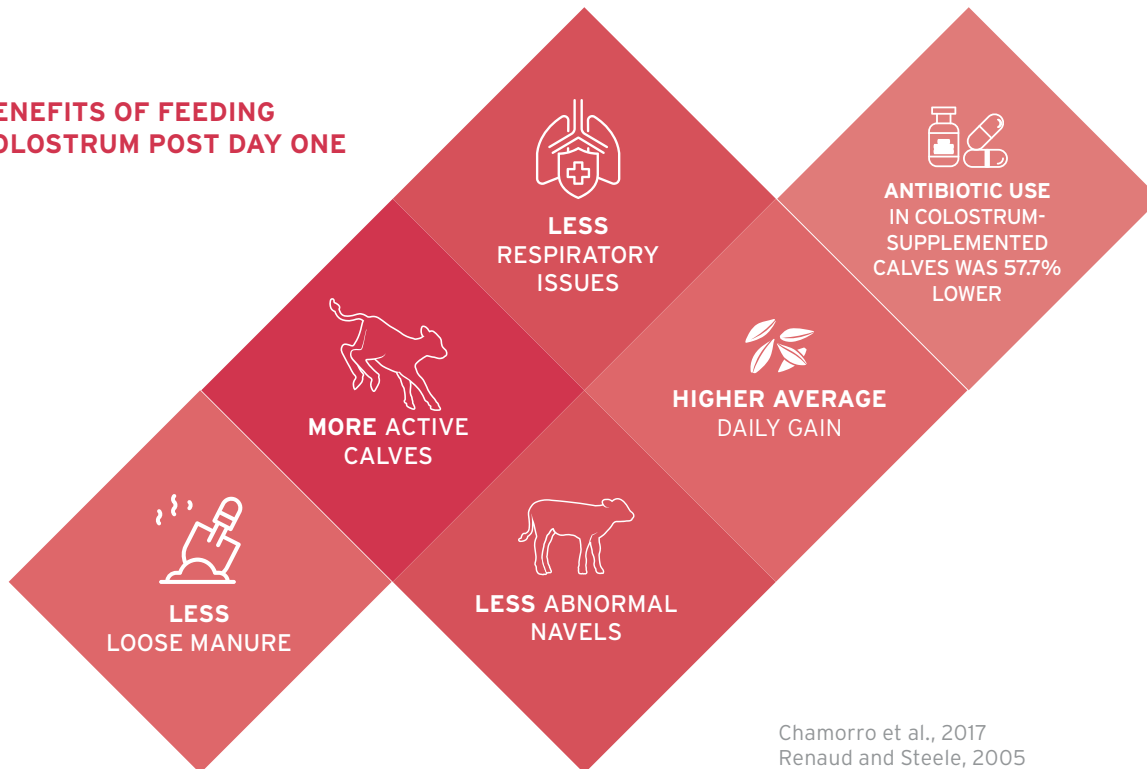 ENEFITS OF FEEDING
OLOSTRUM POST DAY ONE
LESS
RESPIRATORY
ISSUES
ANTIBIOTIC USE
IN COLOSTRUM-
SUPPLEMENTED
CALVES WAS 57.7%
LOWER
MORE ACTIVE
CALVES
HIGHER AVERAGE
DAILY GAIN
LESS
LOOSE MANURE
LESS ABNORMAL
NAVELS
Chamorro et al., 2017
Renaud and Steele, 2005